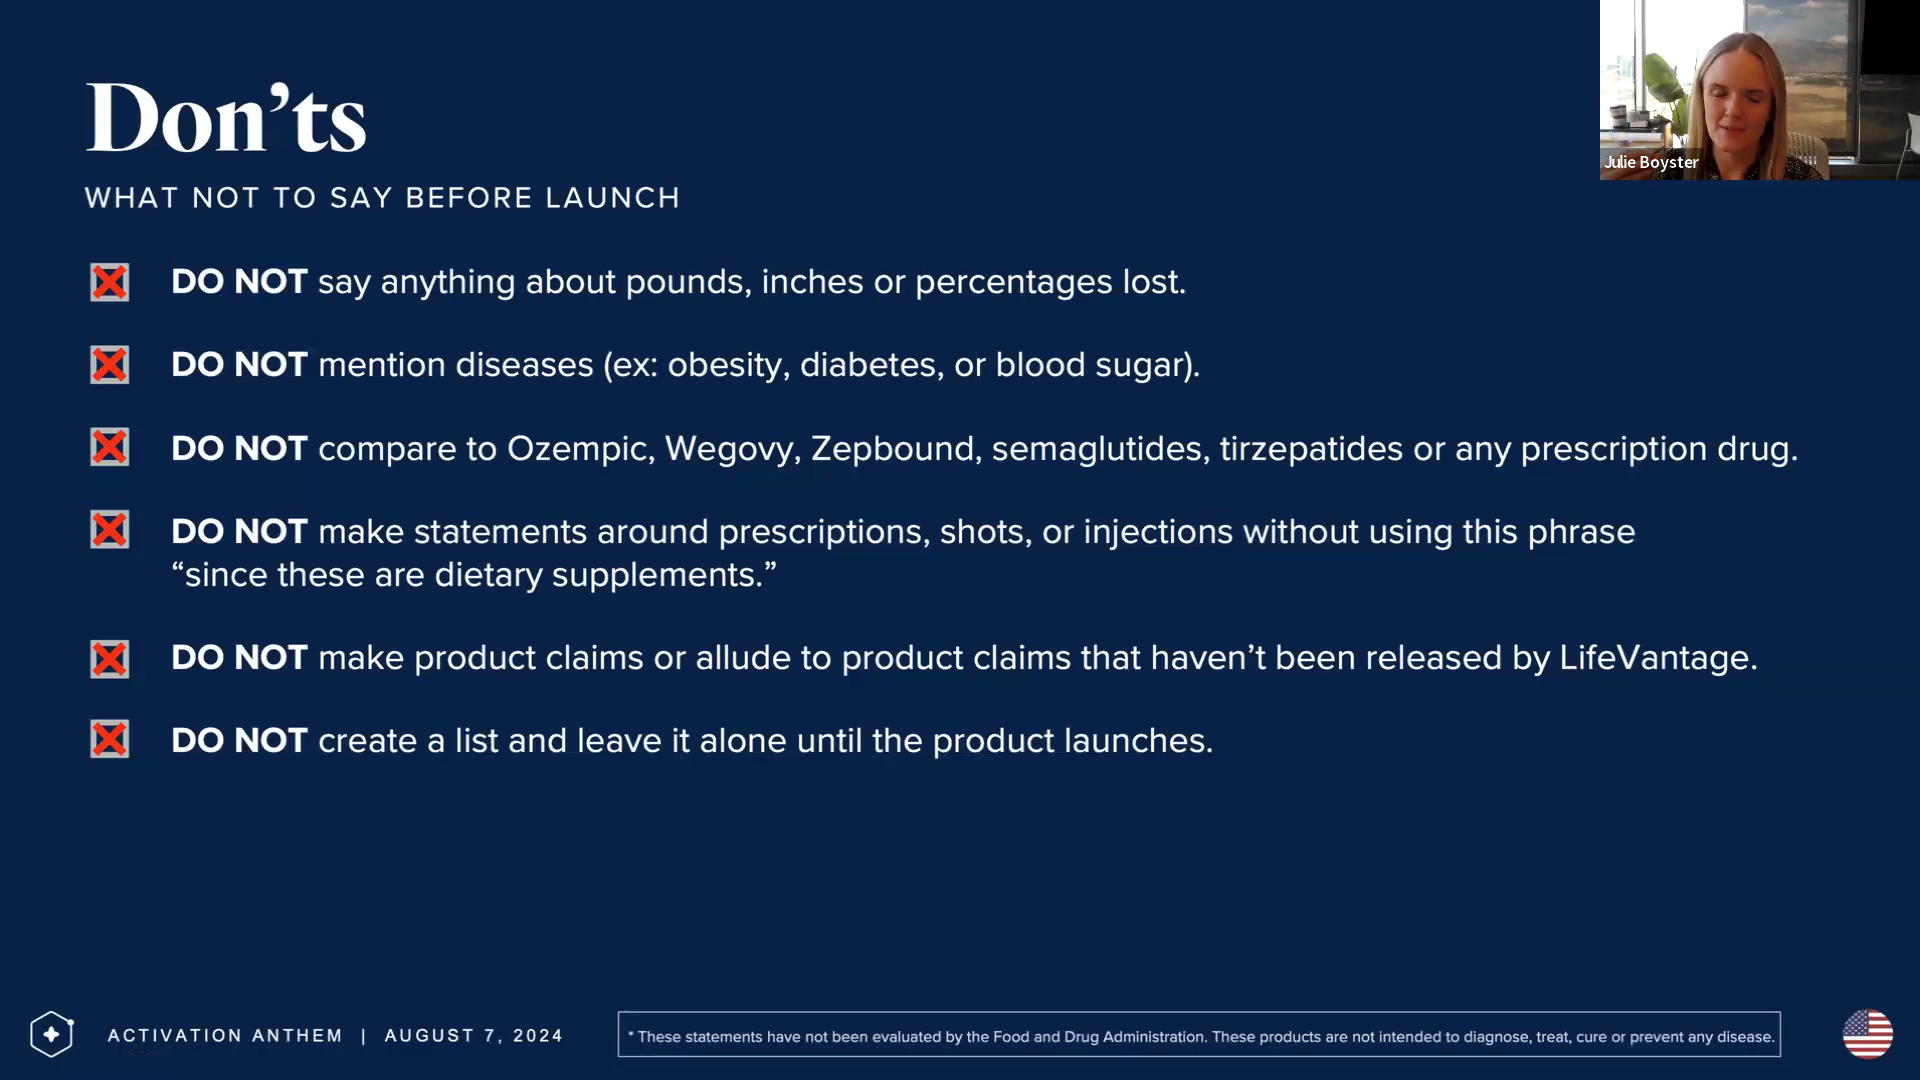 Don’ts
WHAT NOT TO SAY BEFORE LAUNCH
Julie Boyster
DO NOT say anything about pounds, inches or percentages lost.
DO NOT mention diseases (ex: obesity, diabetes, or blood sugar).
DO NOT compare to Ozempic, Wegovy, Zepbound, semaglutides, tirzepatides or any prescription drug.
DO NOT make statements around prescriptions, shots, or injections without using this phrase
“since these are dietary supplements.”
DO NOT make product claims or allude to product claims that haven’t been released by LifeVantage.
DO NOT create a list and leave it alone until the product launches.
ACTIVATION ANTHEM | AUGUST 7, 2024
* These statements have not been evaluated by the Food and Drug Administration. These products are not intended to diagnose, treat, cure or prevent any disease.